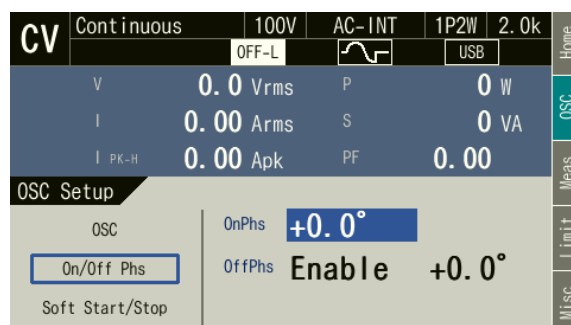 CV Continuous 100V AC-INT 1P2W 2.0k
OFF-L USB
V 0.0 Vrms P 0 W
I 0.00 Arms S 0 VA
I PK-H 0.00 Apk PF 0.00
OSC Setup
OSC
On/Off Phs
Soft Start/Stop
OnPhs +0.0°
OffPhs Enable +0.0°
Home
OSC
Meas
Limit
Misc